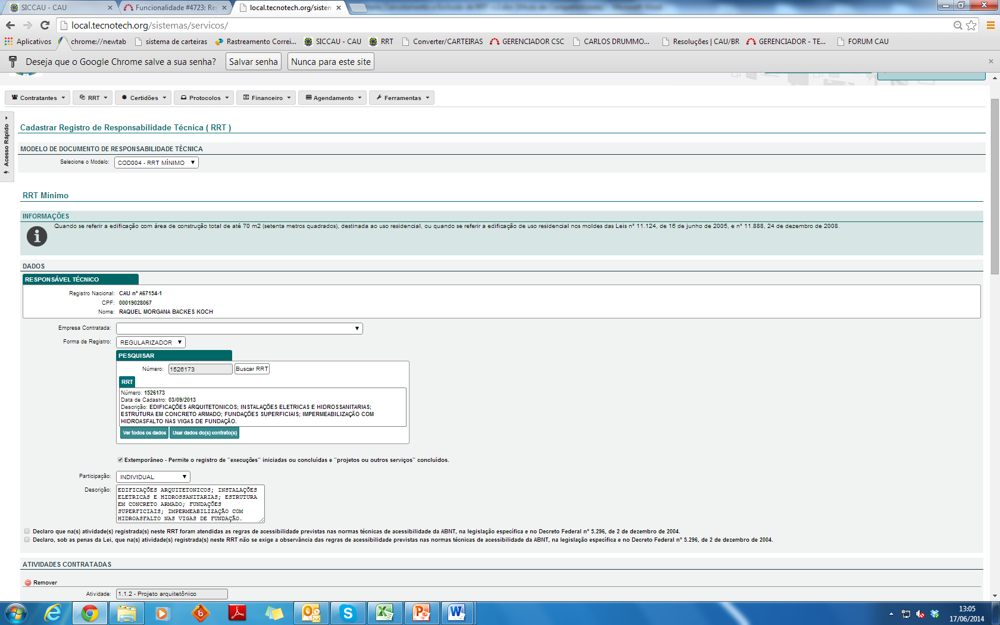 SICCAU - CAU
Funcionalidade #4723: Re
local.tecnotech.org/sisten
local.tecnotech.org/sistemas/servicos/
Aplicativos
chrome://newtab
sistema de carteiras
Rastreamento Correi...
SICCAU - CAU
RRT
Converter/CARTEIRAS
GERENCIADOR CSC
CARLOS DRUMMO...
Resoluções | CAU/BR
GERENCIADOR - TE...
FORUM CAU
Deseja que o Google Chrome salve a sua senha?
Salvar senha
Nunca para este site
Contratantes
RRT
Certidões
Protocolos
Financeiro
Agendamento
Ferramentas
Acesso Rápido
Cadastrar Registro de Responsabilidade Técnica ( RRT )
MODELO DE DOCUMENTO DE RESPONSABILIDADE TÉCNICA
Selecione o Modelo: COD004 - RRT MÍNIMO
RRT Mínimo
INFORMAÇÕES
Quando se referir a edificação com área de construção total de até 70 m2 (setenta metros quadrados), destinada ao uso residencial, ou quando se referir a edificação de uso residencial nos moldes das Leis n° 11.124, de 16 de junho de 2005, e n° 11.888, 24 de dezembro de 2008.
DADOS
RESPONSÁVEL TÉCNICO
Registro Nacional: CAU n° A67154-1
CPF: 00019028067
Nome: RAQUEL MORGANA BACKES KOCH
Empresa Contratada:
Forma de Registro: REGULARIZADOR
PESQUISAR
Número: 1526173 Buscar RRT
RRT
Número: 1526173
Data de Cadastro: 03/09/2013
Descrição: EDIFICAÇÕES ARQUITETONICOS; INSTALAÇÕES ELETRICAS E HIDROSSANITARIAS;
ESTRUTURA EM CONCRETO ARMADO; FUNDAÇÕES SUPERFICIAIS; IMPERMEABILIZAÇÃO COM
HIDROASFALTO NAS VIGAS DE FUNDAÇÃO.
Ver todos os dados
Usar dados do(s) contrato(s)
Extemporâneo - Permite o registro de "execuções" iniciadas ou concluídas e "projetos ou outros serviços" concluídos.
Participação: INDIVIDUAL
Descrição: EDIFICAÇÕES ARQUITETONICOS; INSTALAÇÕES
ELETRICAS E HIDROSSANITARIAS; ESTRUTURA
EM CONCRETO ARMADO; FUNDAÇÕES
SUPERFICIAIS; IMPERMEABILIZAÇÃO COM
HIDROASFALTO NAS VIGAS DE FUNDAÇÃO.
Declaro que na(s) atividade(s) registrada(s) neste RRT foram atendidas as regras de acessibilidade previstas nas normas técnicas de acessibilidade da ABNT, na legislação específica e no Decreto Federal n° 5.296, de 2 de dezembro de 2004.
Declaro, sob as penas da Lei, que na(s) atividade(s) registrada(s) neste RRT não se exige a observância das regras de acessibilidade previstas nas normas técnicas de acessibilidade da ABNT, na legislação específica e no Decreto Federal n° 5.296, de 2 de dezembro de 2004.
ATIVIDADES CONTRATADAS
Remover
Atividade: 1.1.2 - Projeto arquitetônico
13:05
17/06/2014